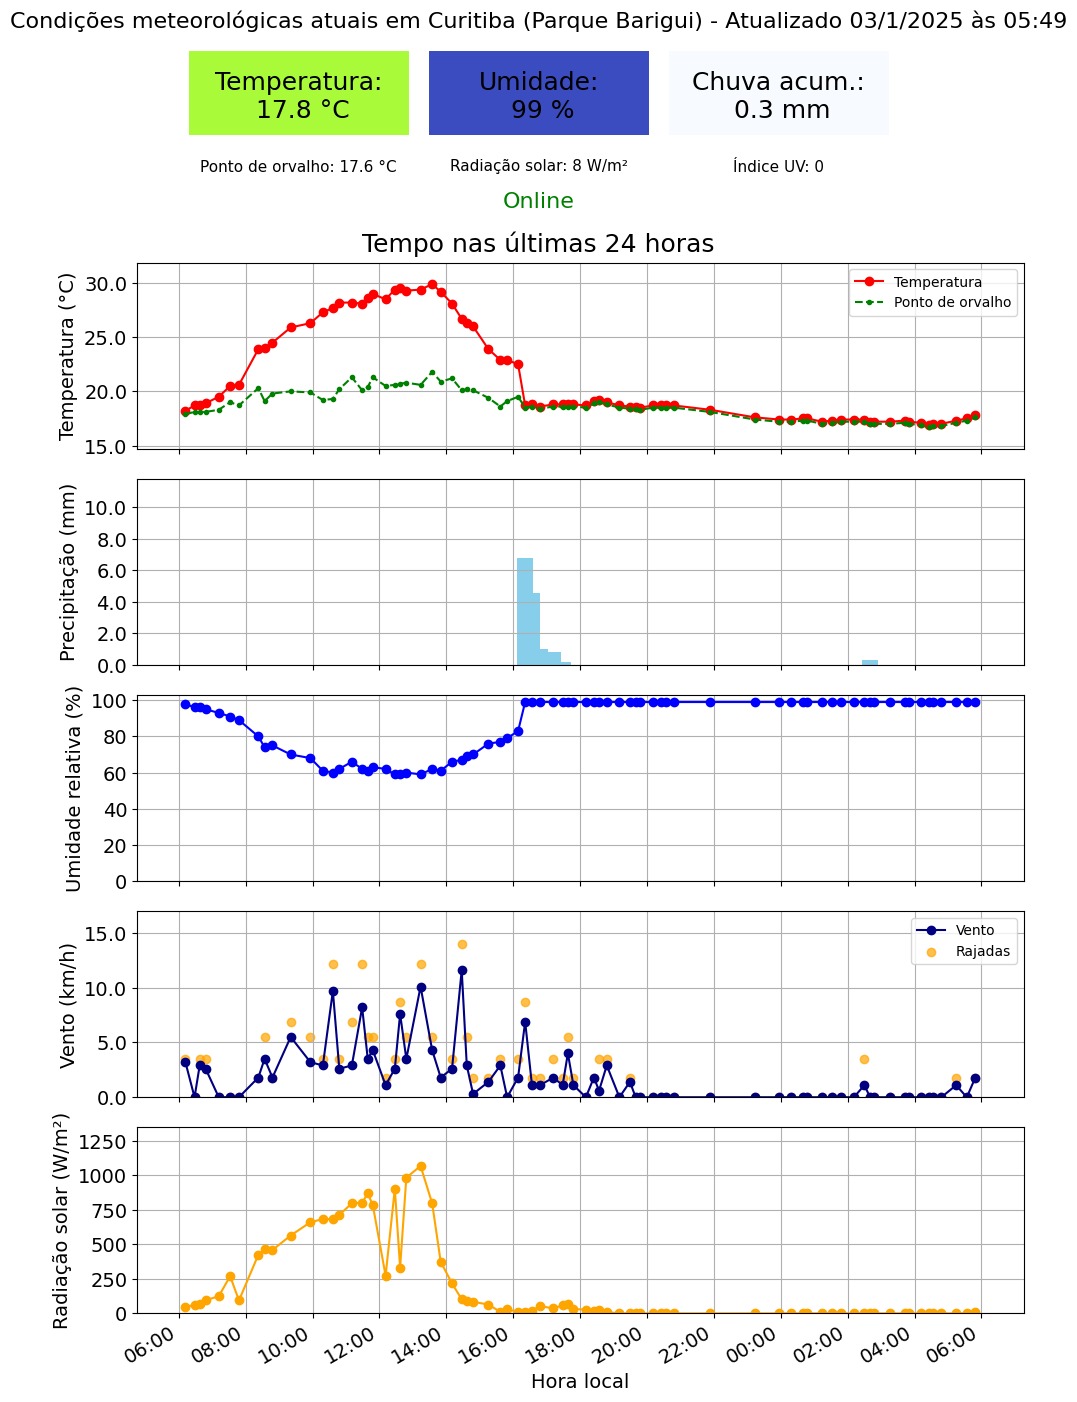 Condições meteorológicas atuais em Curitiba (Parque Barigui) - Atualizado 03/1/2025 às 05:49
Temperatura:
17.8 °C
Umidade:
99 %
Chuva acum.:
0.3 mm
Ponto de orvalho: 17.6 °C
Radiação solar: 8 W/m²
Índice UV: 0
Online
Tempo nas últimas 24 horas
Temperatura (°C)
30.0
25.0
20.0
15.0
Temperatura
Ponto de orvalho
Precipitação (mm)
10.0
8.0
6.0
4.0
2.0
0.0
Umidade relativa (%)
100
80
60
40
20
0
Vento (km/h)
15.0
10.0
5.0
0.0
Vento
Rajadas
Radiação solar (W/m²)
1250
1000
750
500
250
0
06:00
08:00
10:00
12:00
14:00
16:00
18:00
20:00
22:00
00:00
02:00
04:00
06:00
Hora local